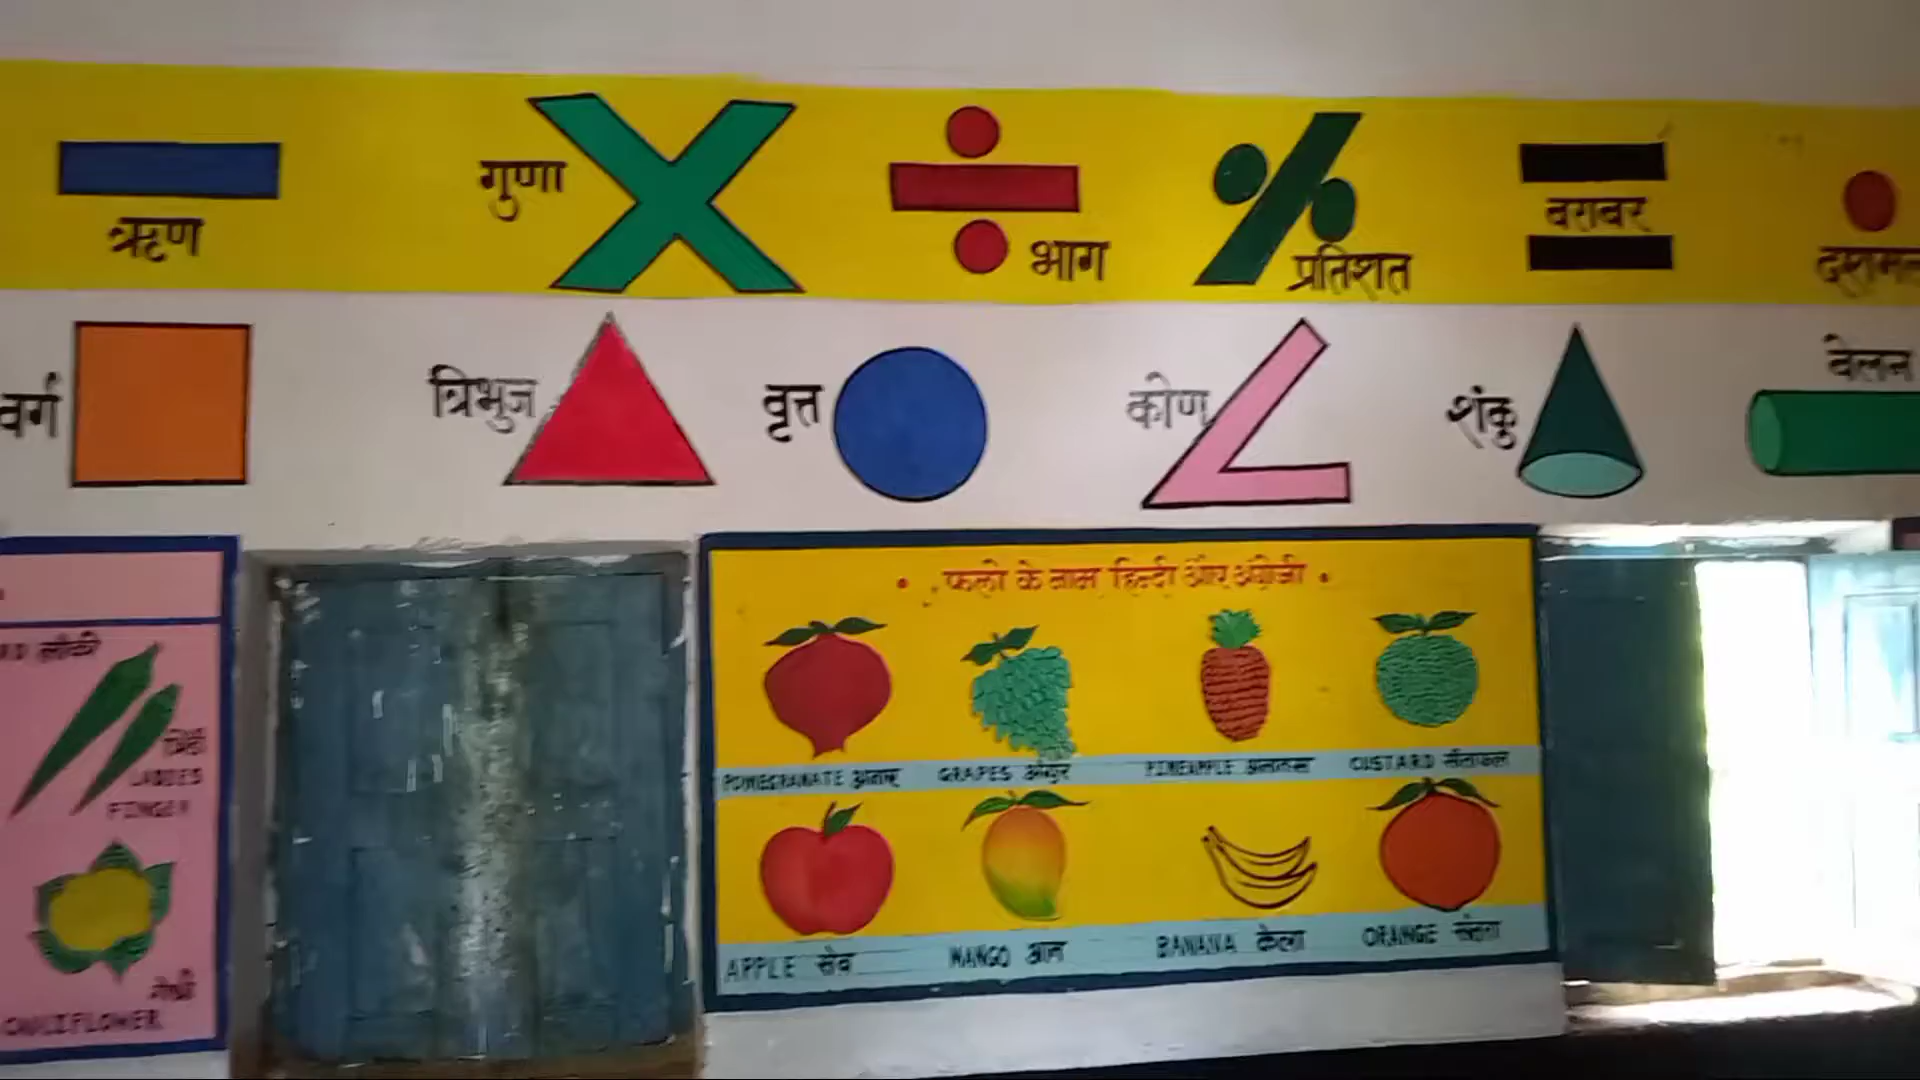 ऋण
गुणा
भाग
प्रतिशत
बराबर
वर्ग
त्रिभुज
वृत्त
कोण
शंकु
बेलन
फलो के नाम हिन्दी और अंग्रेजी
POMEGRANATE अनार
GRAPES अंगुर
PINEAPPLE अनानस
CUSTARD सीताफल
APPLE सेव
MANGO आम
BANANA केला
ORANGE संतरा
लौकी
LADIES
FINGER
गोभी
CAULIFLOWER